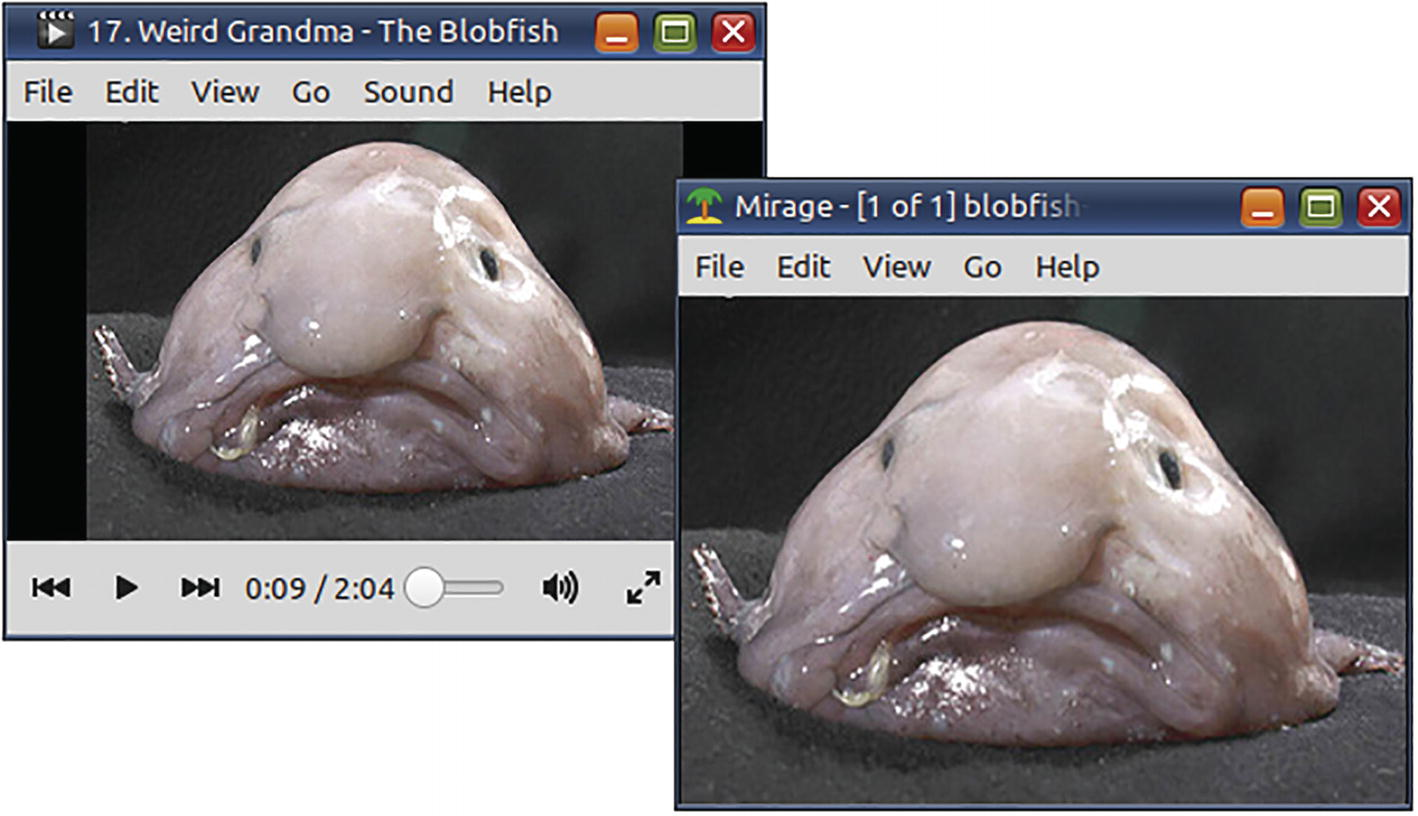 17. Weird Grandma - The Blobfish
File Edit View Go Sound Help
0:09 / 2:04
Mirage - [1 of 1] blobfish-
File Edit View Go Help